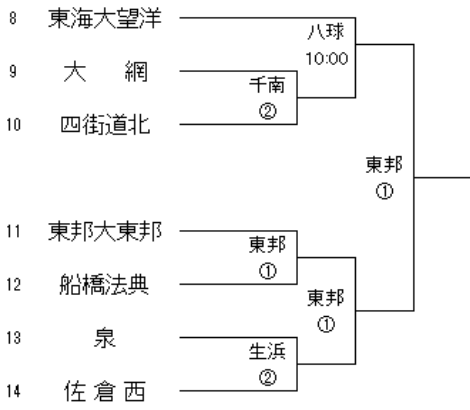 8 東海大望洋
八球
10:00
9 大 網
千南
②
10 四街道北
東邦
①
11 東邦大東邦
東邦
①
12 船橋法典
東邦
①
13 泉
生浜
②
14 佐倉西